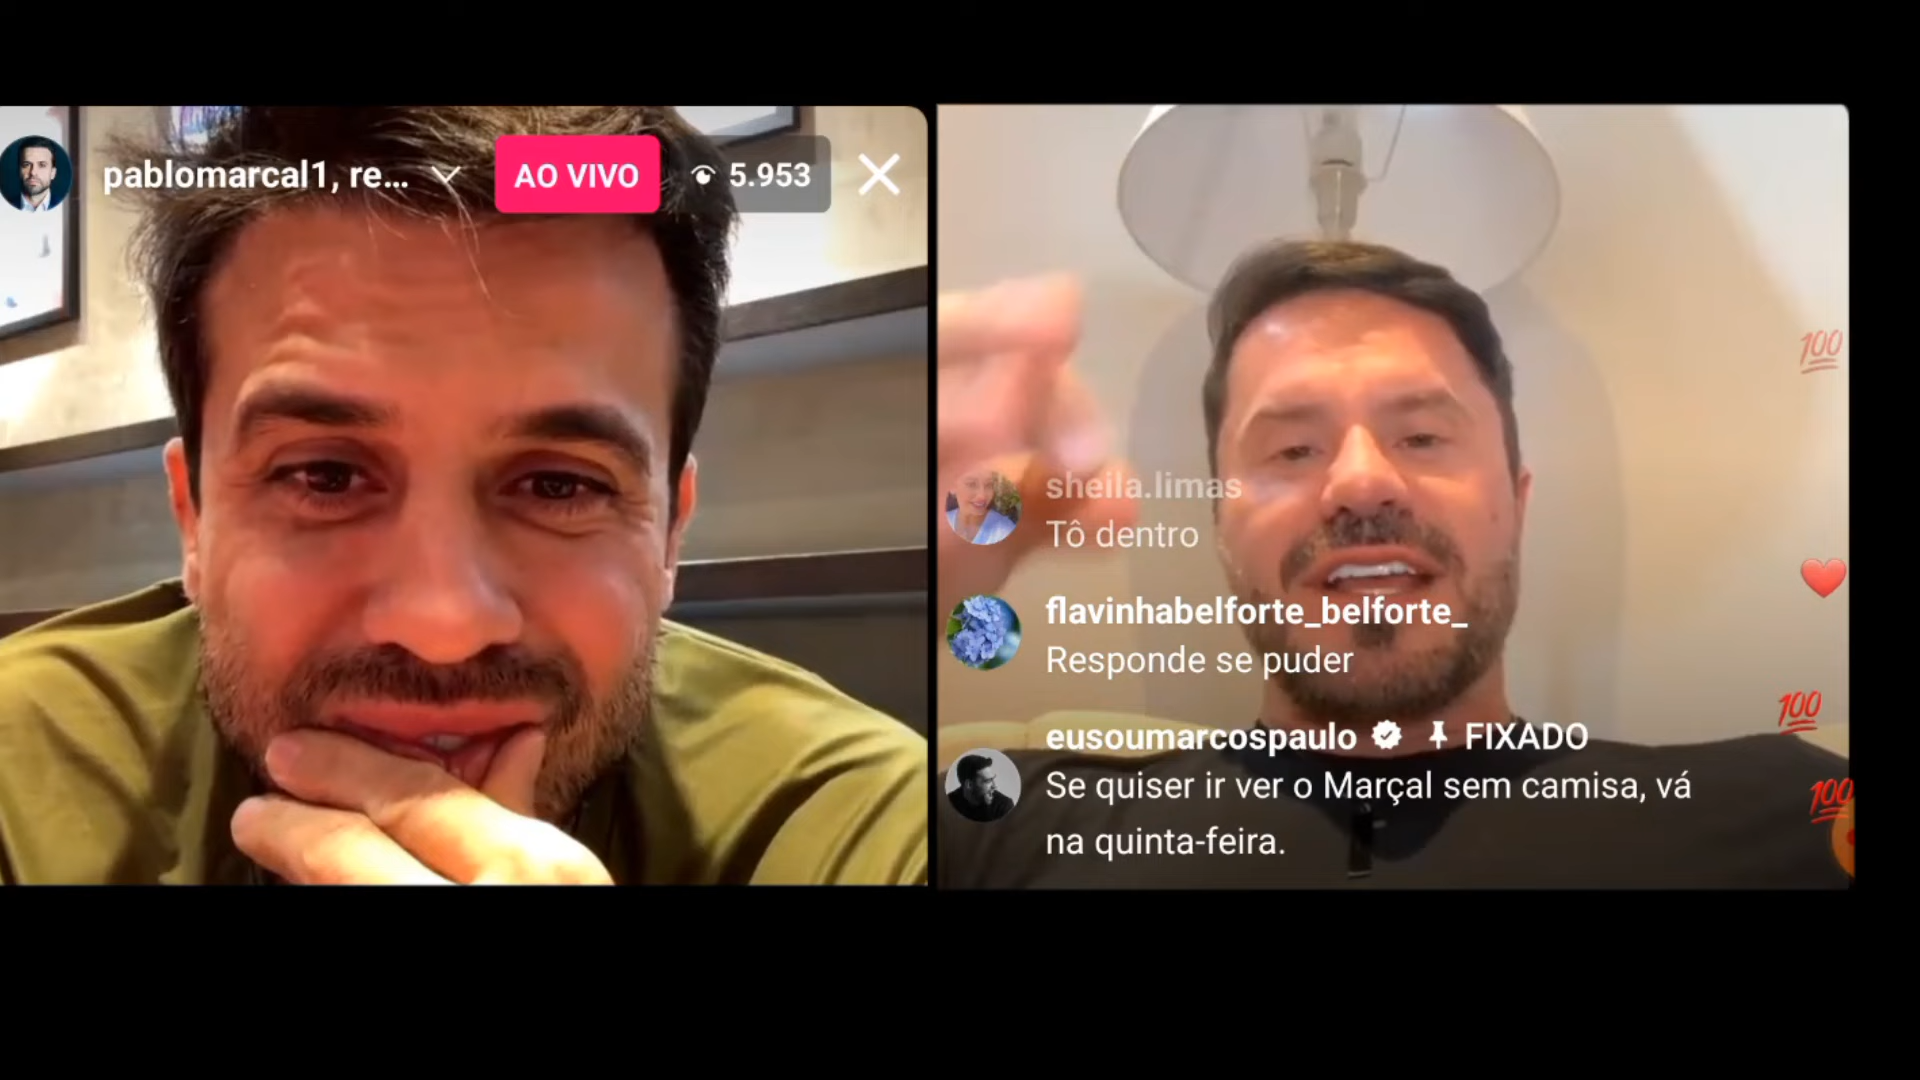 pablomarcal1, re...
AO VIVO
5.953
sheila.limas
Tô dentro
flavinhabelforte_belforte_
Responde se puder
eusoumarcospaulo FIXADO
Se quiser ir ver o Marçal sem camisa, vá
na quinta-feira.
100
100
100